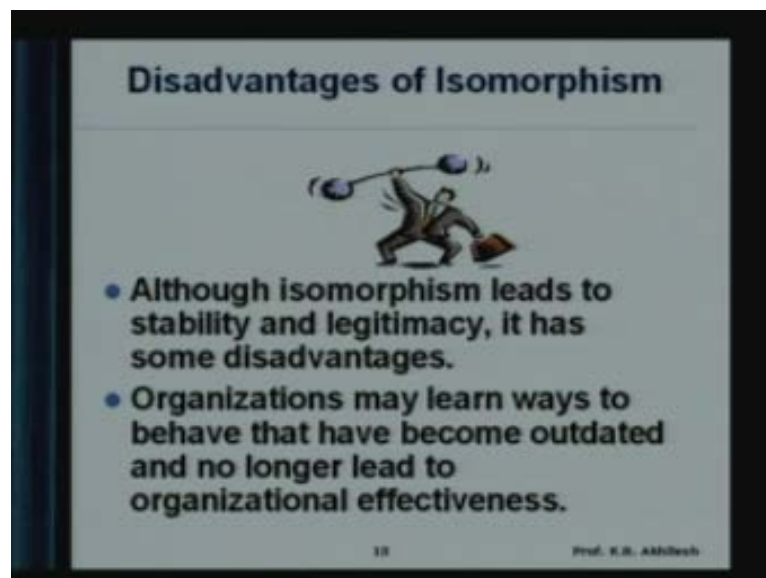 Disadvantages of Isomorphism
Although isomorphism leads to
stability and legitimacy, it has
some disadvantages.
Organizations may learn ways to
behave that have become outdated
and no longer lead to
organizational effectiveness.
Prof. K.B. Akhilesh